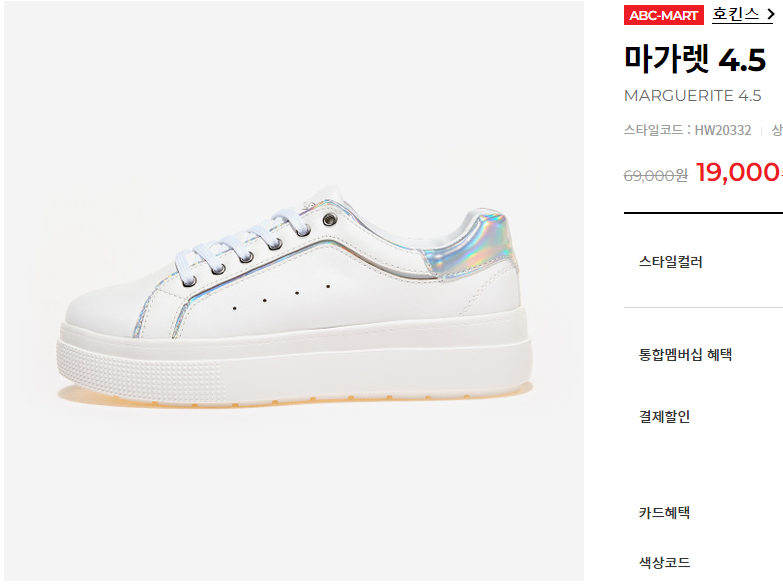 ABC-MART 호킨스
마가렛 4.5
MARGUERITE 4.5
스타일코드 : HW20332 상
69,000원 19,000
스타일컬러
통합멤버십 혜택
결제할인
카드혜택
색상코드